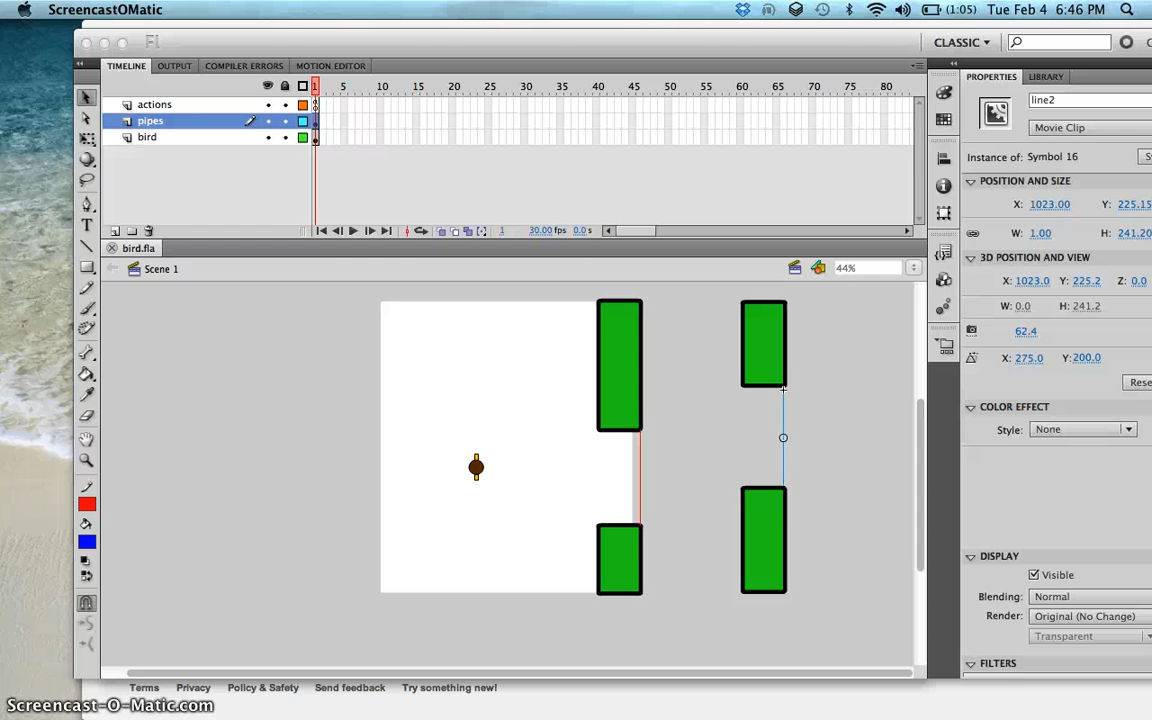 ScreencastOMatic
(1:05) Tue Feb 4 6:46 PM
Fl
CLASSIC
TIMELINE OUTPUT COMPILER ERRORS MOTION EDITOR
PROPERTIES LIBRARY
1 5 10 15 20 25 30 35 40 45 50 55 60 65 70 75 80
line2
actions
pipes
Movie Clip
bird
Instance of: Symbol 16
POSITION AND SIZE
X: 1023.00 Y: 225.15
1 30.00 fps 0.0 s
W: 1.00 H: 241.20
bird.fla
3D POSITION AND VIEW
Scene 1
44%
X: 1023.0 Y: 225.2 Z: 0.0
W: 0.0 H: 241.2
62.4
X: 275.0 Y: 200.0
Rese
COLOR EFFECT
Style: None
DISPLAY
Visible
Blending: Normal
Render: Original (No Change)
Transparent
FILTERS
Terms Privacy Policy & Safety Send feedback Try something new!
Screencast-O-Matic.com